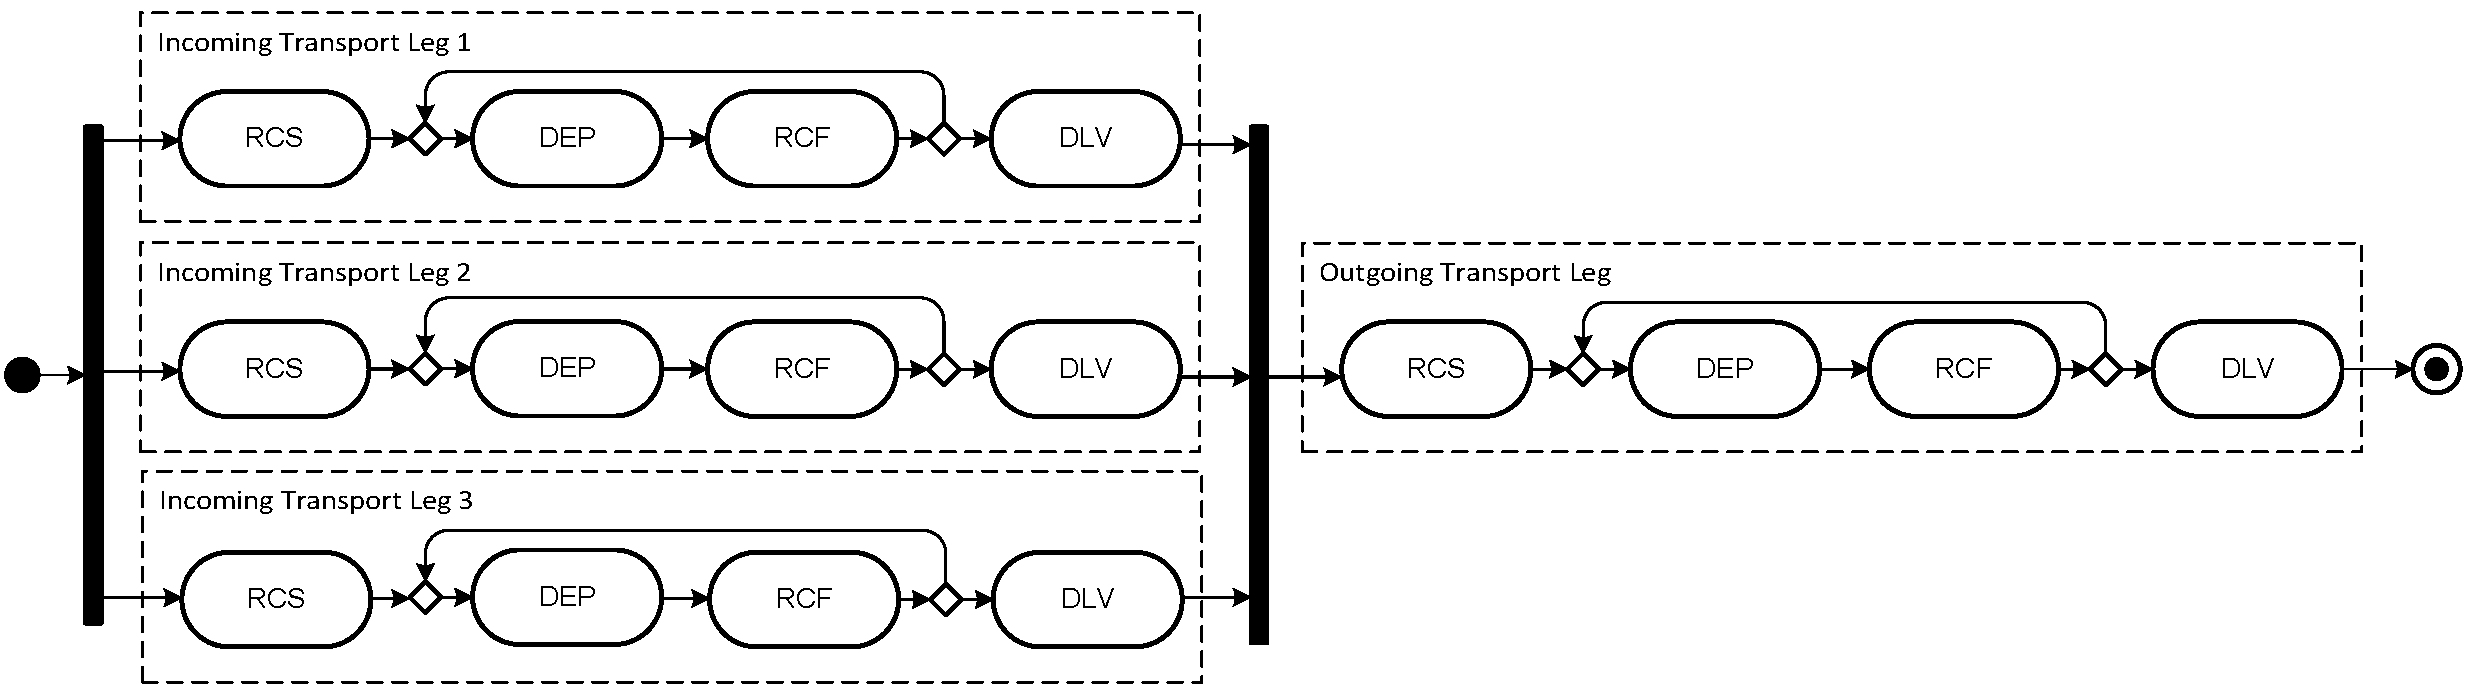 Incoming Transport Leg 1
RCS DEP RCF DLV
Incoming Transport Leg 2
RCS DEP RCF DLV
Outgoing Transport Leg
RCS DEP RCF DLV
Incoming Transport Leg 3
RCS DEP RCF DLV